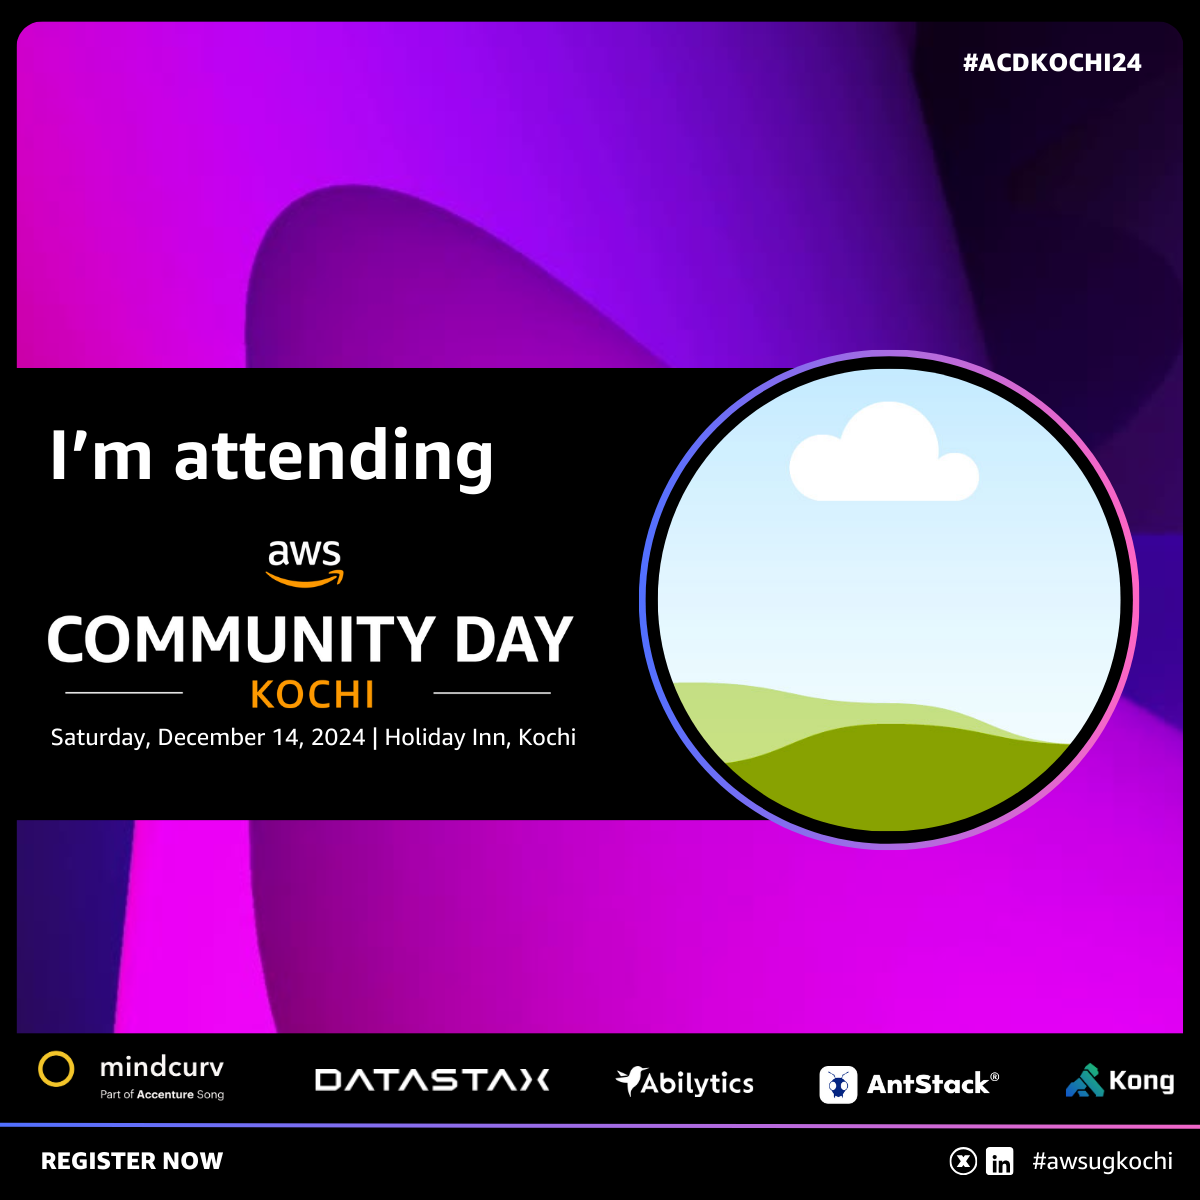 #ACDKOCHI24
I’m attending
aws
COMMUNITY DAY
KOCHI
Saturday, December 14, 2024 | Holiday Inn, Kochi
mindcurv
Part of Accenture Song
DATASTAX
Abilytics
AntStack®
Kong
REGISTER NOW
X in #awsugkochi